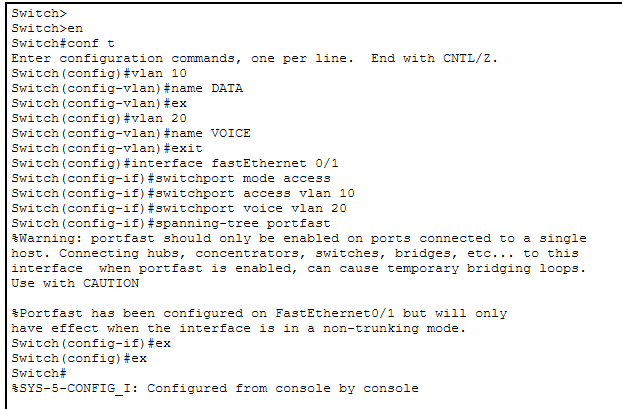 Switch>
Switch>en
Switch#conf t
Enter configuration commands, one per line.  End with CNTL/Z.
Switch(config)#vlan 10
Switch(config-vlan)#name DATA
Switch(config-vlan)#ex
Switch(config)#vlan 20
Switch(config-vlan)#name VOICE
Switch(config-vlan)#exit
Switch(config)#interface fastEthernet 0/1
Switch(config-if)#switchport mode access
Switch(config-if)#switchport access vlan 10
Switch(config-if)#switchport voice vlan 20
Switch(config-if)#spanning-tree portfast
%Warning: portfast should only be enabled on ports connected to a single
host. Connecting hubs, concentrators, switches, bridges, etc... to this
interface  when portfast is enabled, can cause temporary bridging loops.
Use with CAUTION

%Portfast has been configured on FastEthernet0/1 but will only
have effect when the interface is in a non-trunking mode.
Switch(config-if)#ex
Switch(config)#ex
Switch#
%SYS-5-CONFIG_I: Configured from console by console